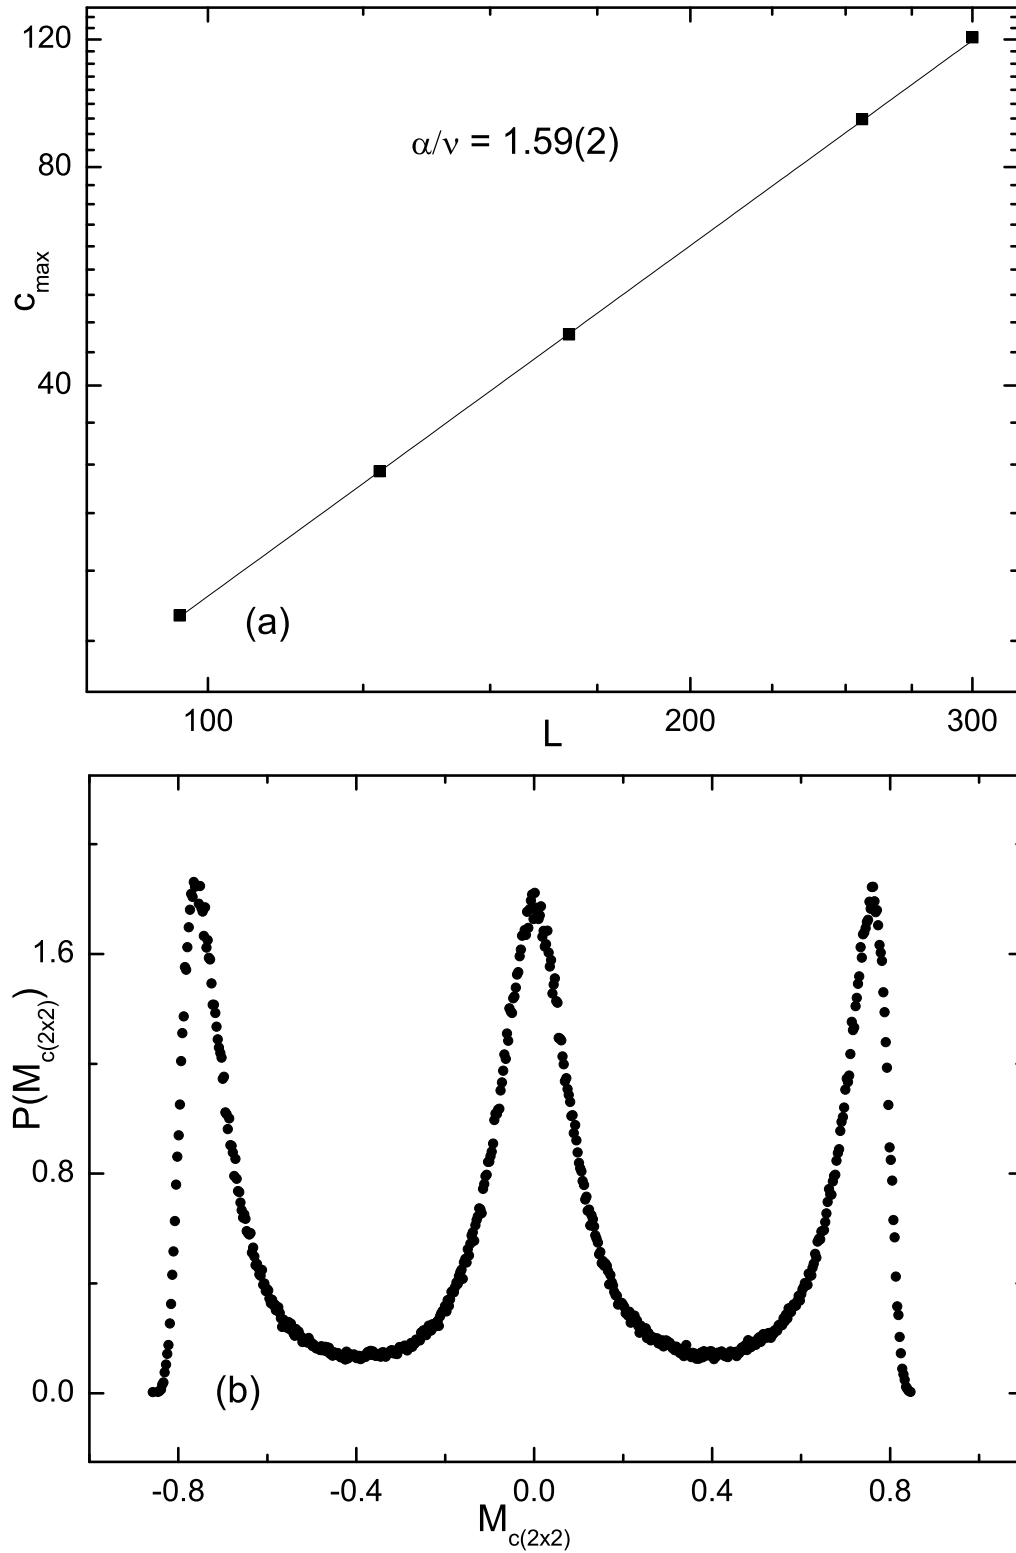 120
α/ν = 1.59(2)
80
c_max
40
(a)
100 200 300
L
1.6
P(M_c(2x2))
0.8
0.0
(b)
-0.8 -0.4 0.0 0.4 0.8
M_c(2x2)